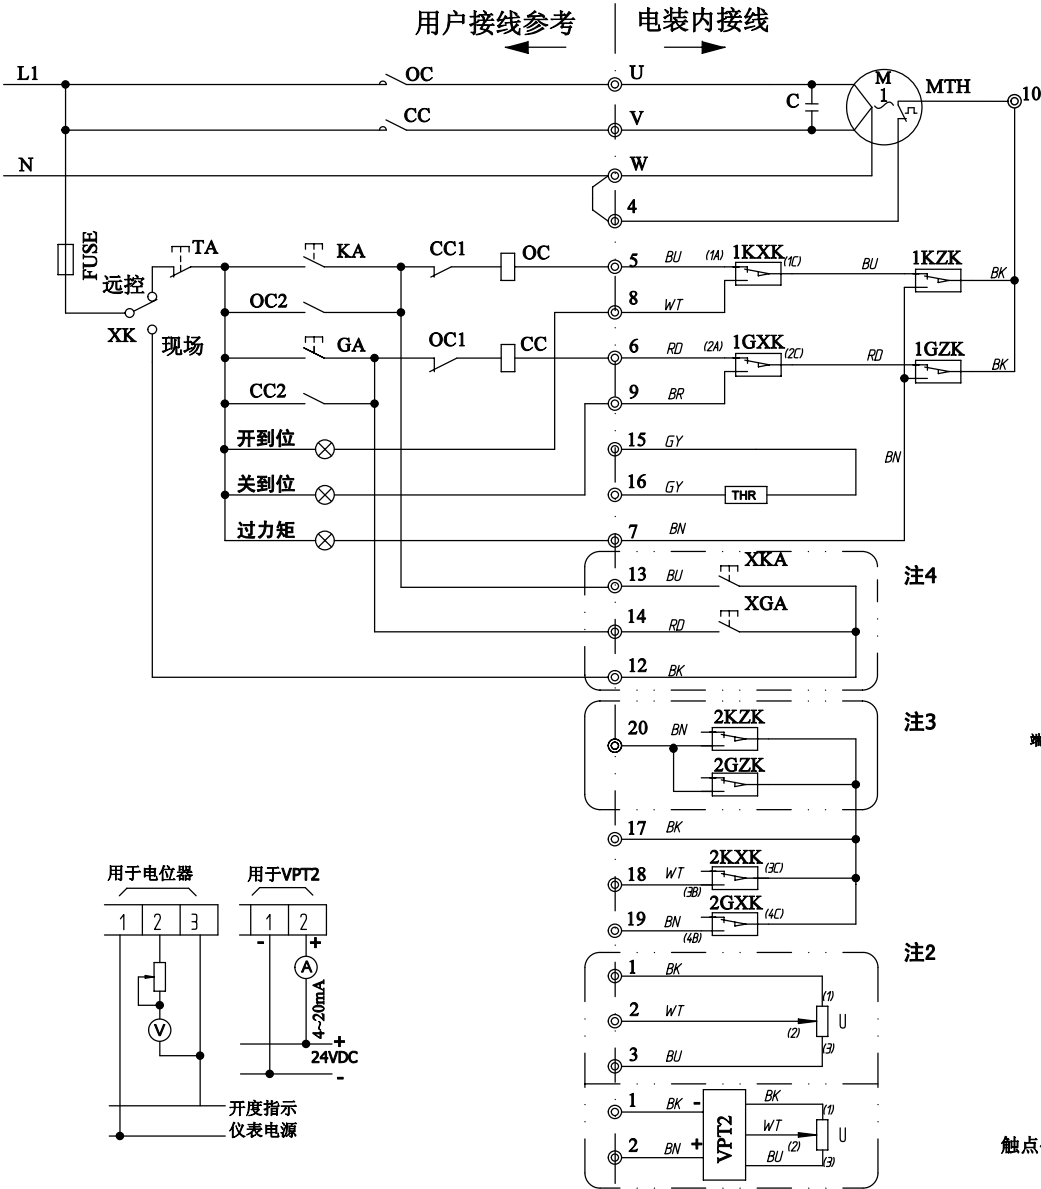 用户接线参考 电装内接线
L1 OC U M 1 MTH 10
C
CC V
N W
4
FUSE TA KA CC1 OC 5 BU (1A) 1KXK (1C) BU 1KZK BK
远控
OC2 8 WT
XK 现场 GA OC1 CC 6 RD (2A) 1GXK (2C) RD 1GZK BK
CC2 9 BR
开到位 15 GY BN
关到位 16 GY THR
过力矩 7 BN
13 BU XKA 注4
14 RD XGA
12 BK
20 BN 2KZK 注3
2GZK
17 BK
18 WT (3B) 2KXK (3C)
19 BN (4B) 2GXK (4C)
注2
1 BK (1)
2 WT (2) U
3 BU (3)
1 BK - VPT2 BK (1)
WT (2) U
2 BN + BU (3)
用于电位器 用于VPT2
1 2 3 1 2
- +
A
4~20mA
V
+
24VDC
-
开度指示
仪表电源
触点